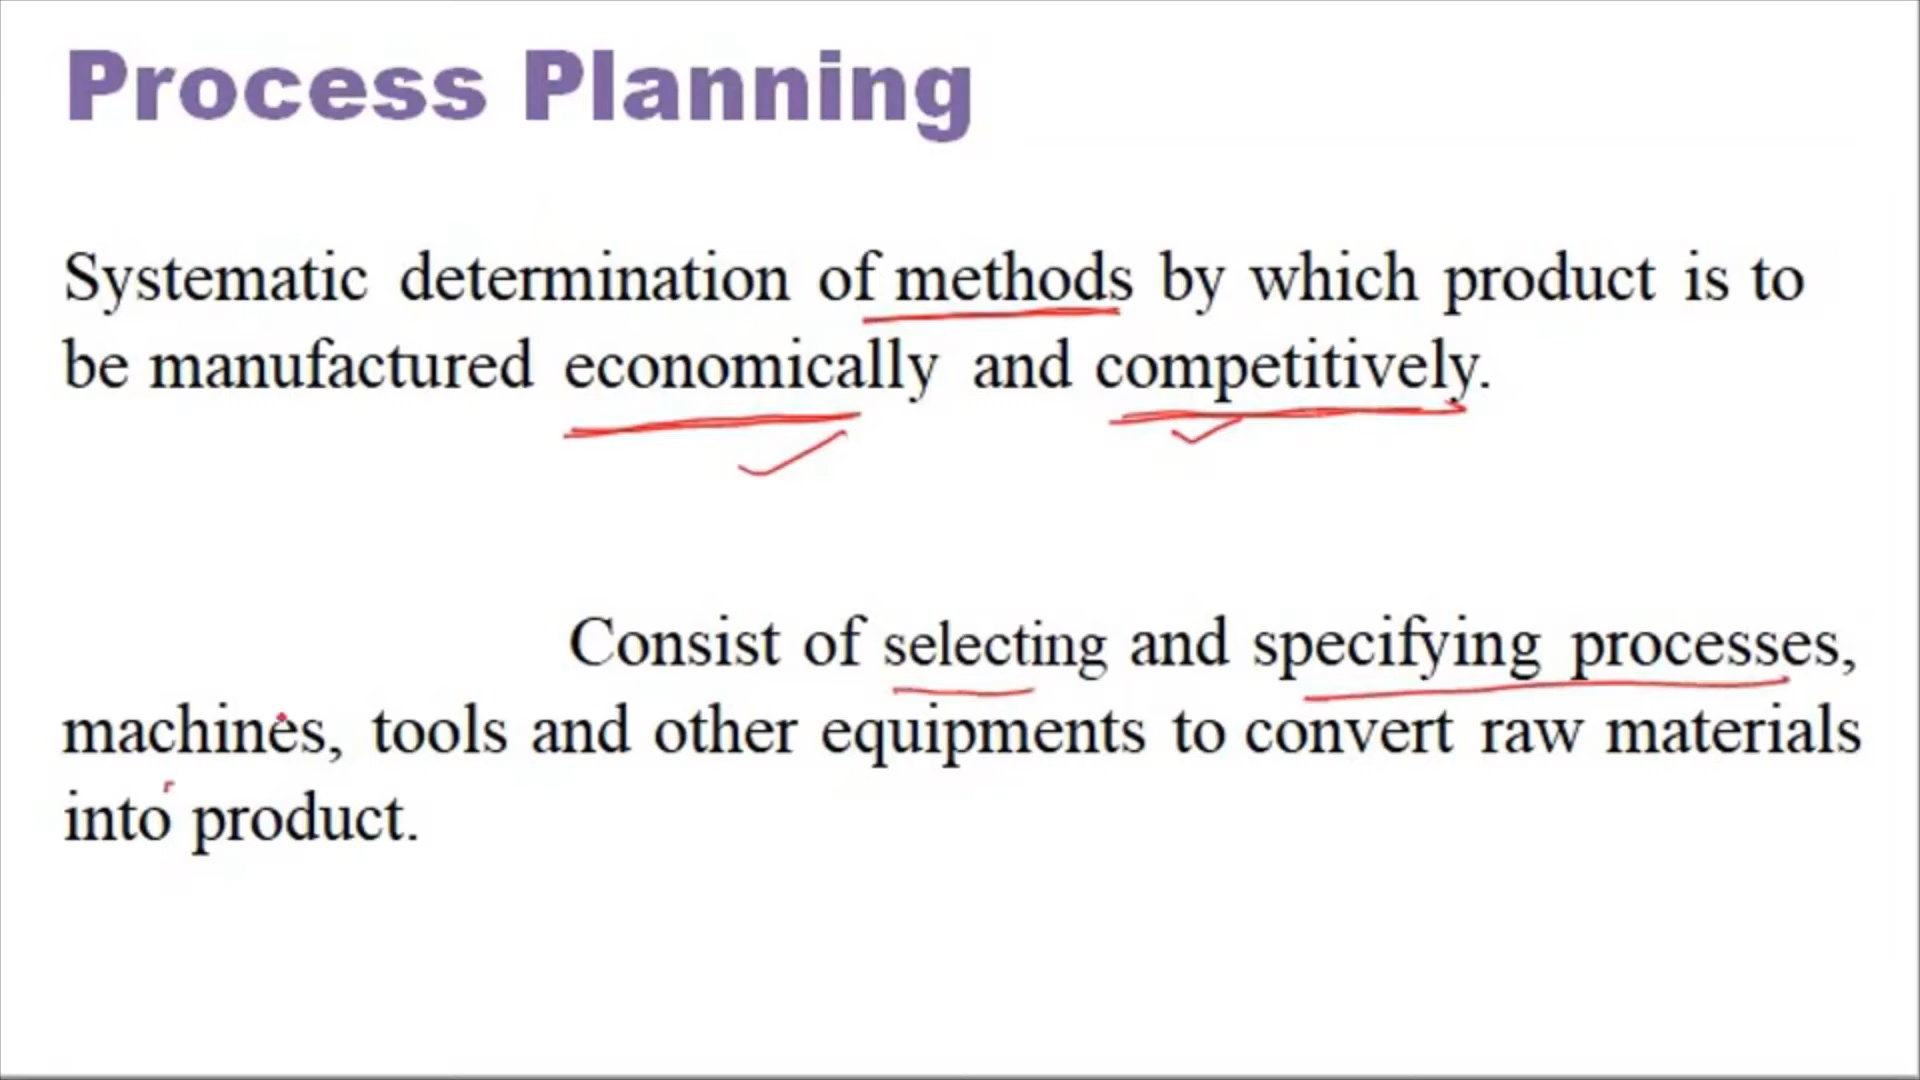 Process Planning
Systematic determination of methods by which product is to
be manufactured economically and competitively.
Consist of selecting and specifying processes,
machines, tools and other equipments to convert raw materials
into product.